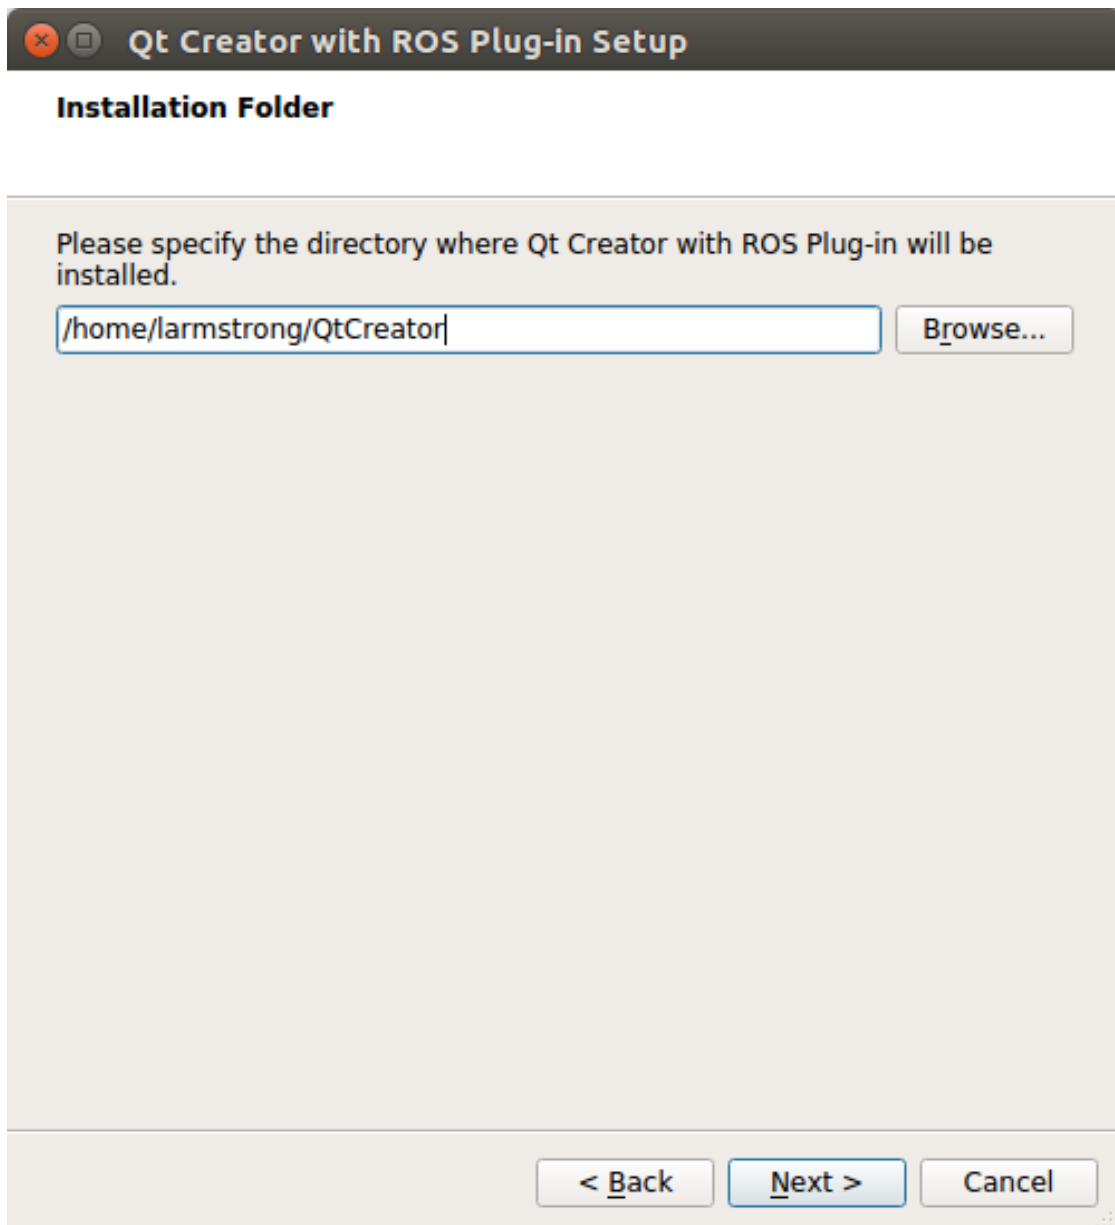 Qt Creator with ROS Plug-in Setup
Installation Folder
Please specify the directory where Qt Creator with ROS Plug-in will be
installed.
/home/larmstrong/QtCreator
Browse...
< Back
Next >
Cancel